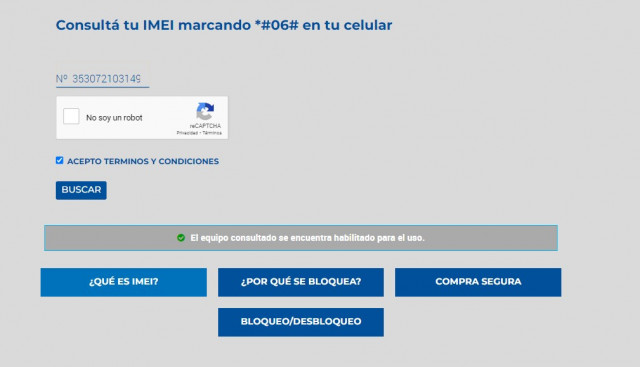 Consultá tu IMEI marcando *#06# en tu celular
Nº 353072103149
No soy un robot
reCAPTCHA
Privacidad - Términos
ACEPTO TERMINOS Y CONDICIONES
BUSCAR
El equipo consultado se encuentra habilitado para el uso.
¿QUÉ ES IMEI?
¿POR QUÉ SE BLOQUEA?
COMPRA SEGURA
BLOQUEO/DESBLOQUEO